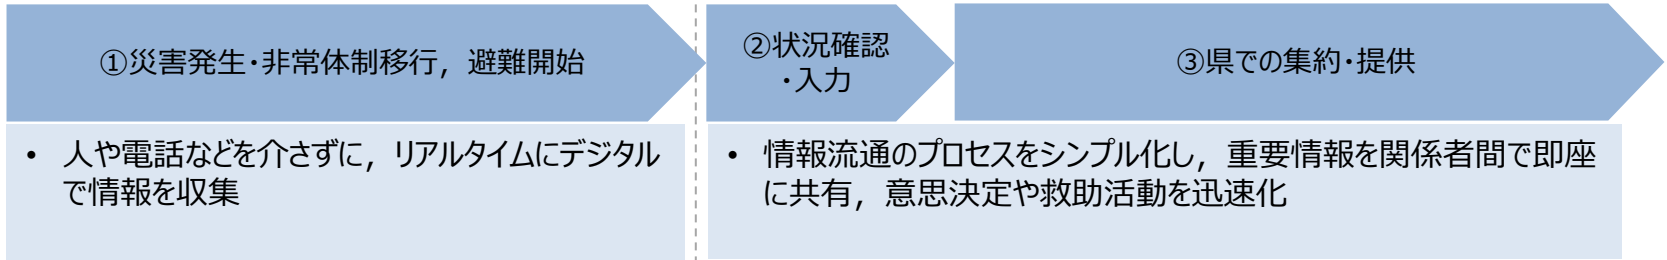 ①災害発生・非常体制移行，避難開始
②状況確認
・入力
③県での集約・提供
• 人や電話などを介さずに，リアルタイムにデジタル
で情報を収集
• 情報流通のプロセスをシンプル化し，重要情報を関係者間で即座
に共有，意思決定や救助活動を迅速化